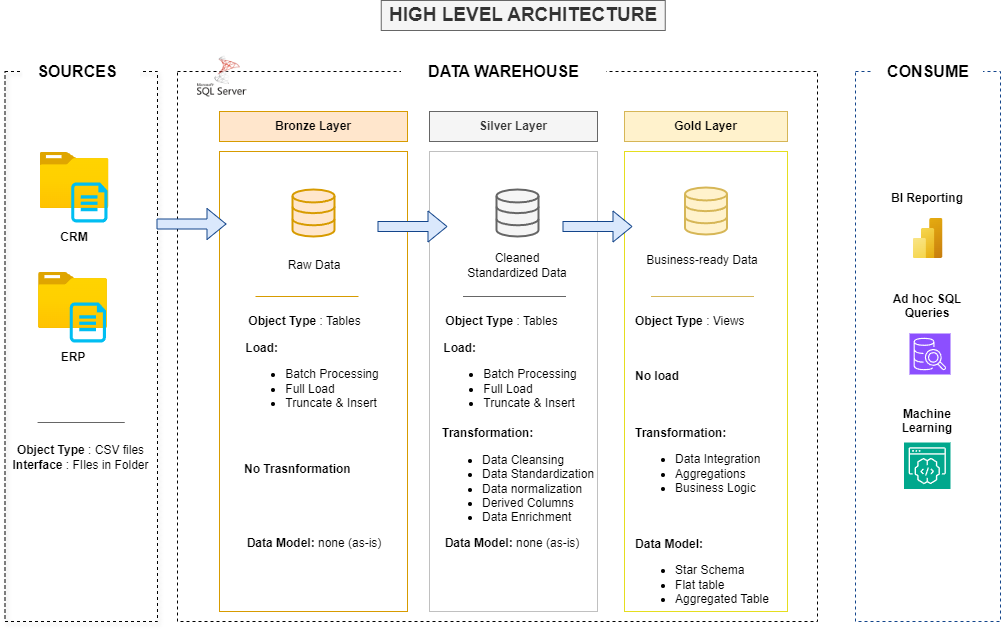 HIGH LEVEL ARCHITECTURE
SOURCES
CRM
ERP
Object Type : CSV files
Interface : FIles in Folder
DATA WAREHOUSE
Microsoft
SQL Server
Bronze Layer
Raw Data
Object Type : Tables
Load:
Batch Processing
Full Load
Truncate & Insert
No Trasnformation
Data Model: none (as-is)
Silver Layer
Cleaned
Standardized Data
Object Type : Tables
Load:
Batch Processing
Full Load
Truncate & Insert
Transformation:
Data Cleansing
Data Standardization
Data normalization
Derived Columns
Data Enrichment
Data Model: none (as-is)
Gold Layer
Business-ready Data
Object Type : Views
No load
Transformation:
Data Integration
Aggregations
Business Logic
Data Model:
Star Schema
Flat table
Aggregated Table
CONSUME
BI Reporting
Ad hoc SQL
Queries
Machine
Learning